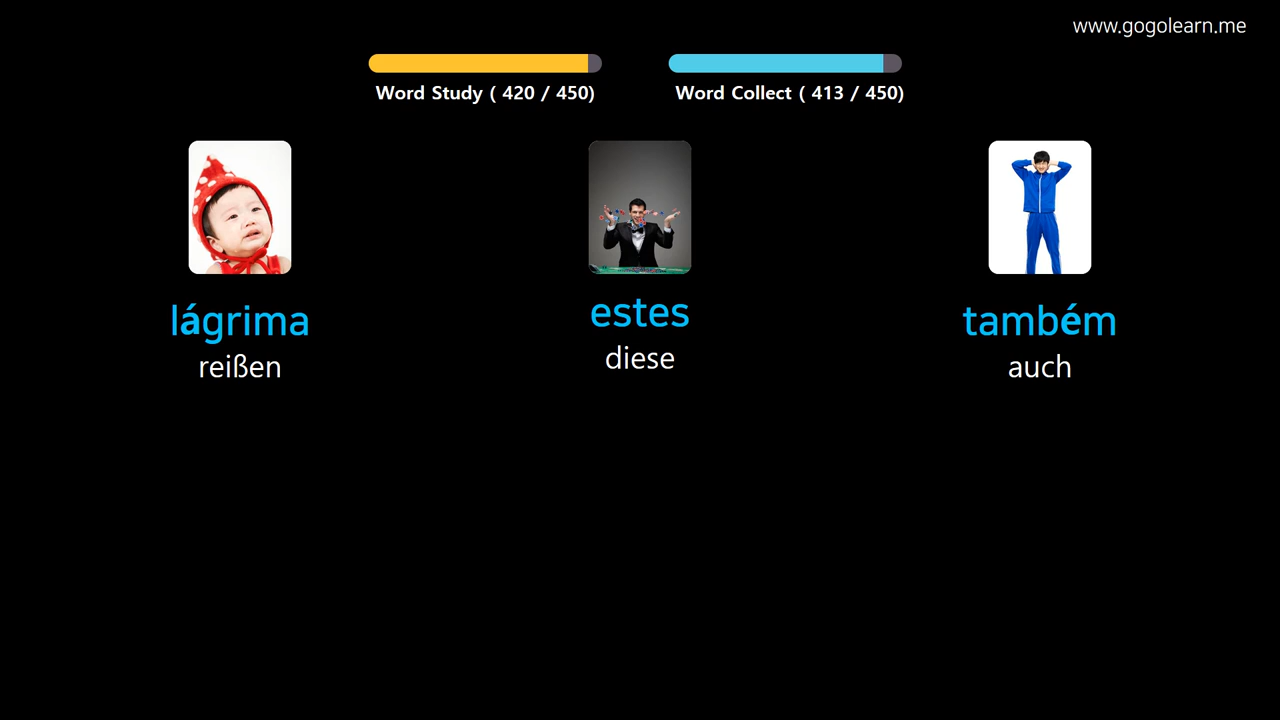 www.gogolearn.me
Word Study ( 420 / 450)
Word Collect ( 413 / 450)
lágrima
reißen
estes
diese
também
auch